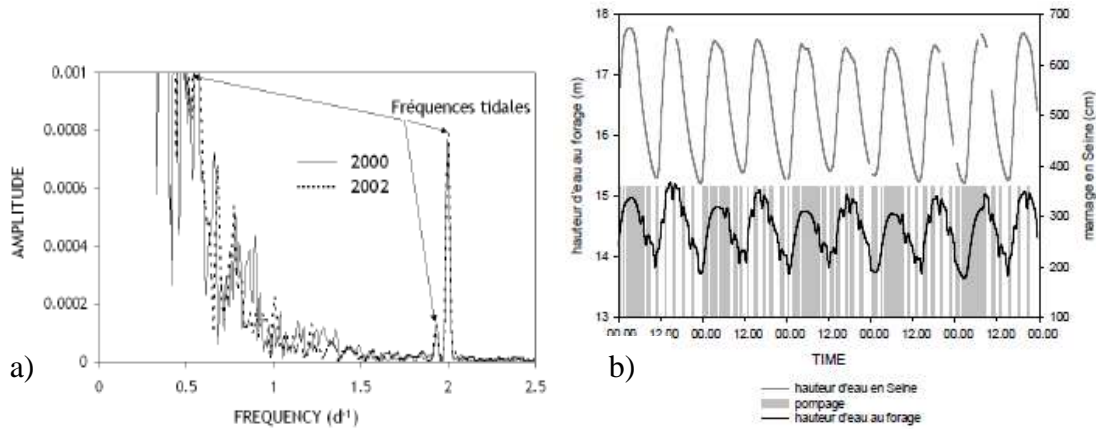 a)
AMPLITUDE
0.001
0.0008
0.0006
0.0004
0.0002
0
Fréquences tidales
2000
2002
0 0.5 1 1.5 2 2.5
FREQUENCY (d⁻¹)
b)
hauteur d'eau au forage (m)
18
17
16
15
14
13
700
600
500
400
300
200
100
marnage en Seine (cm)
00.00 12.00 00.00 12.00 00.00 12.00 00.00 12.00 00.00 12.00 00.00
TIME
hauteur d'eau en Seine
pompage
hauteur d'eau au forage